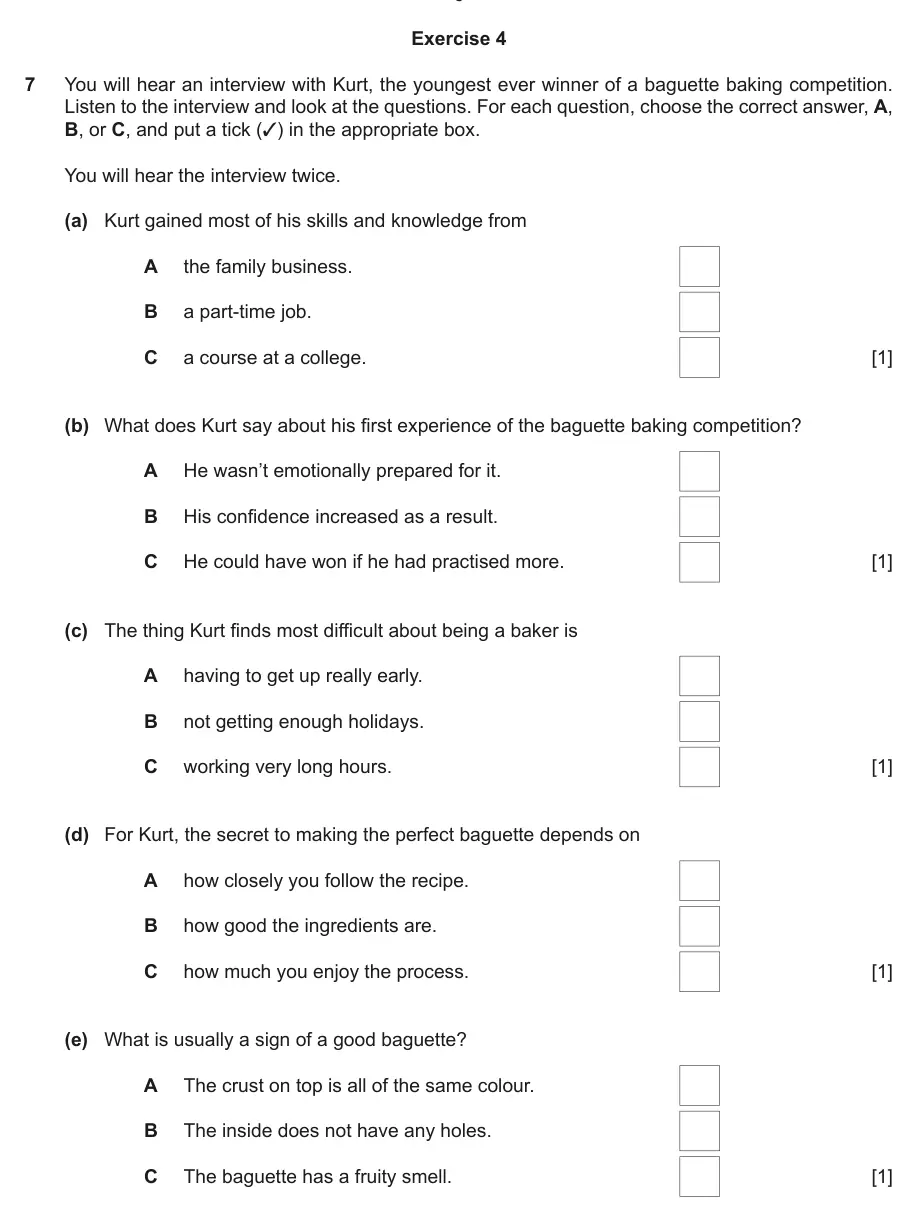 Exercise 4
7 You will hear an interview with Kurt, the youngest ever winner of a baguette baking competition.
Listen to the interview and look at the questions. For each question, choose the correct answer, A,
B, or C, and put a tick (✓) in the appropriate box.
You will hear the interview twice.
(a) Kurt gained most of his skills and knowledge from
A the family business.
B a part-time job.
C a course at a college. [1]
(b) What does Kurt say about his first experience of the baguette baking competition?
A He wasn’t emotionally prepared for it.
B His confidence increased as a result.
C He could have won if he had practised more. [1]
(c) The thing Kurt finds most difficult about being a baker is
A having to get up really early.
B not getting enough holidays.
C working very long hours. [1]
(d) For Kurt, the secret to making the perfect baguette depends on
A how closely you follow the recipe.
B how good the ingredients are.
C how much you enjoy the process. [1]
(e) What is usually a sign of a good baguette?
A The crust on top is all of the same colour.
B The inside does not have any holes.
C The baguette has a fruity smell. [1]